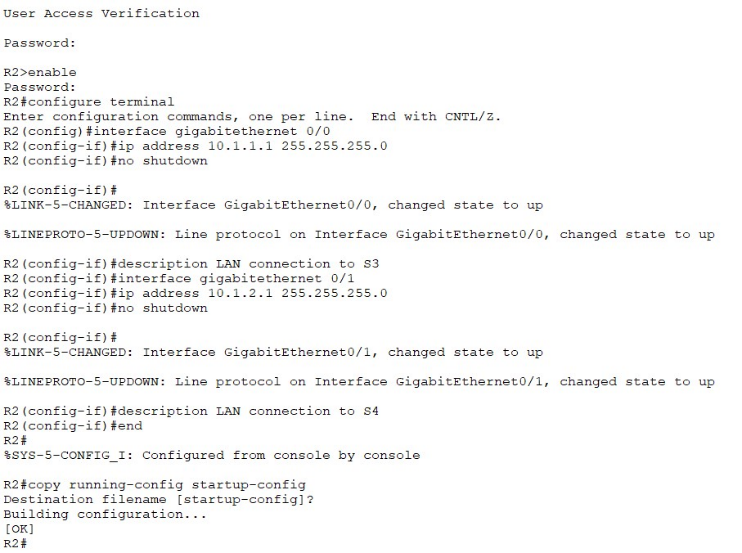 User Access Verification
Password:
R2>enable
Password:
R2#configure terminal
Enter configuration commands, one per line.  End with CNTL/Z.
R2(config)#interface gigabitethernet 0/0
R2(config-if)#ip address 10.1.1.1 255.255.255.0
R2(config-if)#no shutdown
R2(config-if)#
%LINK-5-CHANGED: Interface GigabitEthernet0/0, changed state to up
%LINEPROTO-5-UPDOWN: Line protocol on Interface GigabitEthernet0/0, changed state to up
R2(config-if)#description LAN connection to S3
R2(config-if)#interface gigabitethernet 0/1
R2(config-if)#ip address 10.1.2.1 255.255.255.0
R2(config-if)#no shutdown
R2(config-if)#
%LINK-5-CHANGED: Interface GigabitEthernet0/1, changed state to up
%LINEPROTO-5-UPDOWN: Line protocol on Interface GigabitEthernet0/1, changed state to up
R2(config-if)#description LAN connection to S4
R2(config-if)#end
R2#
%SYS-5-CONFIG_I: Configured from console by console
R2#copy running-config startup-config
Destination filename [startup-config]?
Building configuration...
[OK]
R2#